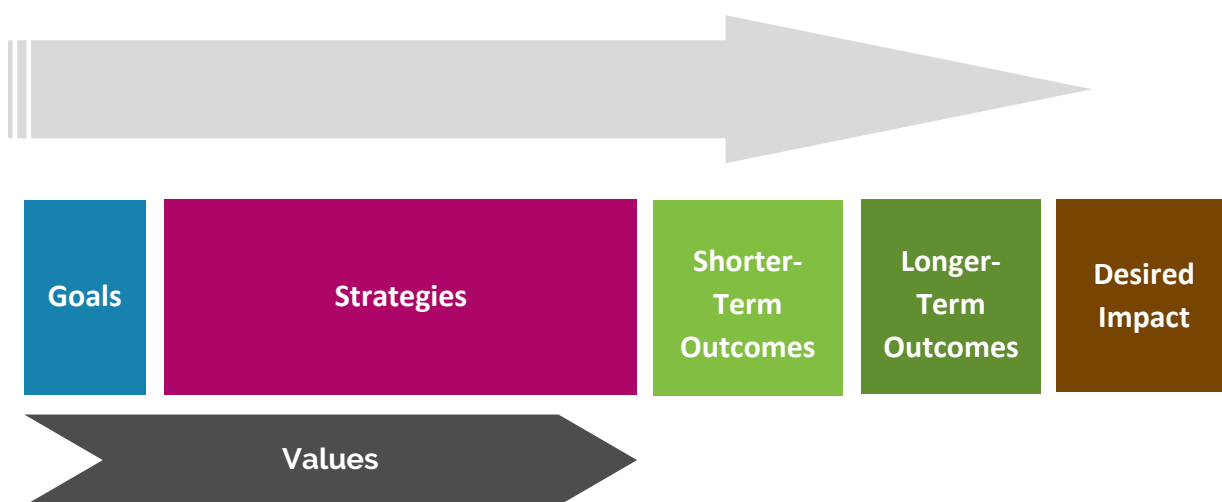 Goals
Strategies
Shorter-
Term
Outcomes
Longer-
Term
Outcomes
Desired
Impact
Values